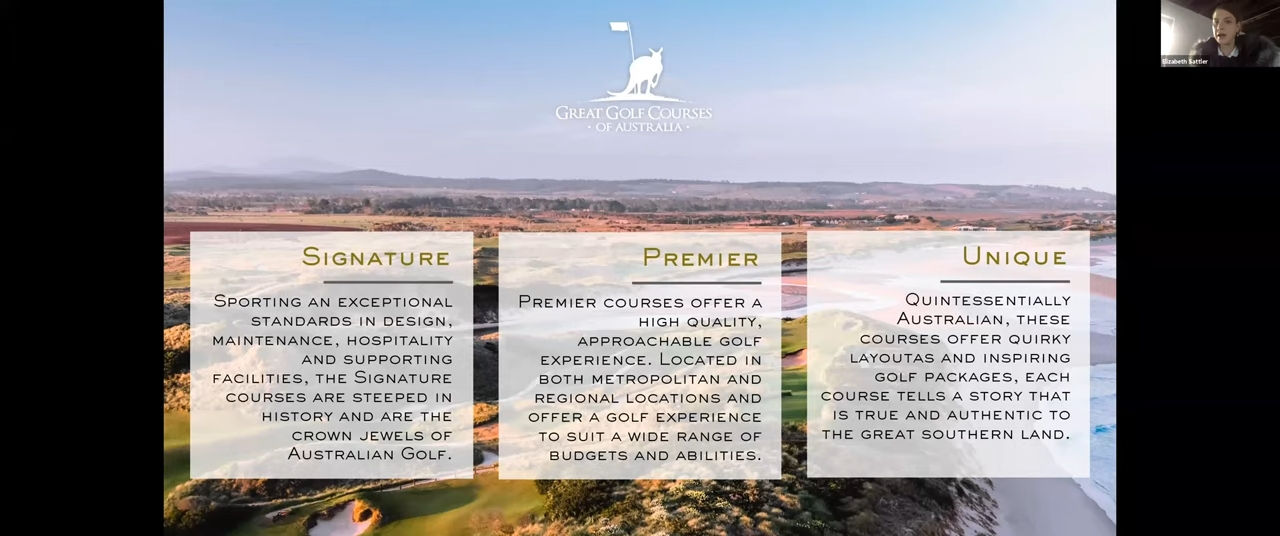 GREAT GOLF COURSES
· OF AUSTRALIA ·
Elizabeth Sattler
SIGNATURE
SPORTING AN EXCEPTIONAL
STANDARDS IN DESIGN,
MAINTENANCE, HOSPITALITY
AND SUPPORTING
FACILITIES, THE SIGNATURE
COURSES ARE STEEPED IN
HISTORY AND ARE THE
CROWN JEWELS OF
AUSTRALIAN GOLF.
PREMIER
PREMIER COURSES OFFER A
HIGH QUALITY,
APPROACHABLE GOLF
EXPERIENCE. LOCATED IN
BOTH METROPOLITAN AND
REGIONAL LOCATIONS AND
OFFER A GOLF EXPERIENCE
TO SUIT A WIDE RANGE OF
BUDGETS AND ABILITIES.
UNIQUE
QUINTESSENTIALLY
AUSTRALIAN, THESE
COURSES OFFER QUIRKY
LAYOUTAS AND INSPIRING
GOLF PACKAGES, EACH
COURSE TELLS A STORY THAT
IS TRUE AND AUTHENTIC TO
THE GREAT SOUTHERN LAND.